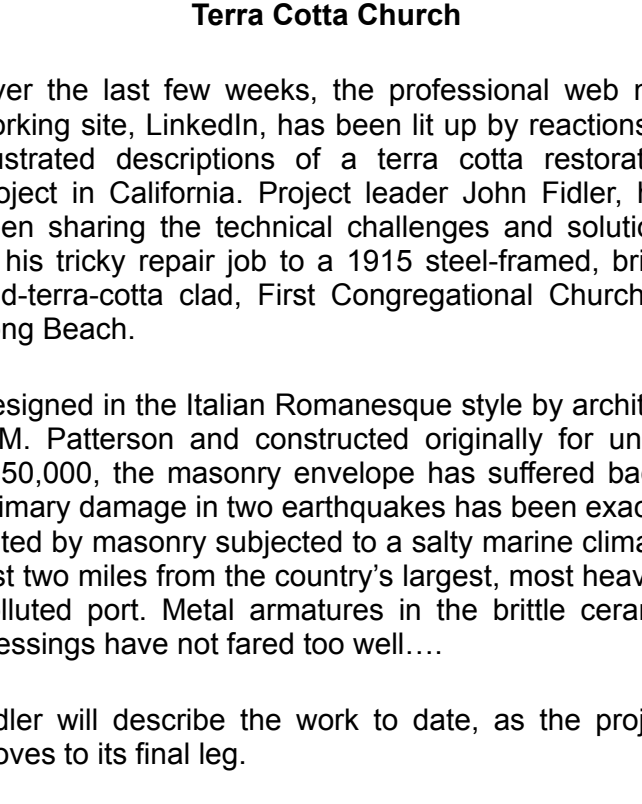 Terra Cotta Church
ver the last few weeks, the professional web n
orking site, LinkedIn, has been lit up by reactions
ustrated descriptions of a terra cotta restorat
oject in California. Project leader John Fidler, h
en sharing the technical challenges and solutio
his tricky repair job to a 1915 steel-framed, bri
d-terra-cotta clad, First Congregational Church
ng Beach.
esigned in the Italian Romanesque style by archit
M. Patterson and constructed originally for un
50,000, the masonry envelope has suffered ba
imary damage in two earthquakes has been exac
ted by masonry subjected to a salty marine clima
st two miles from the country’s largest, most heav
lluted port. Metal armatures in the brittle ceran
essings have not fared too well….
dler will describe the work to date, as the proj
oves to its final leg.